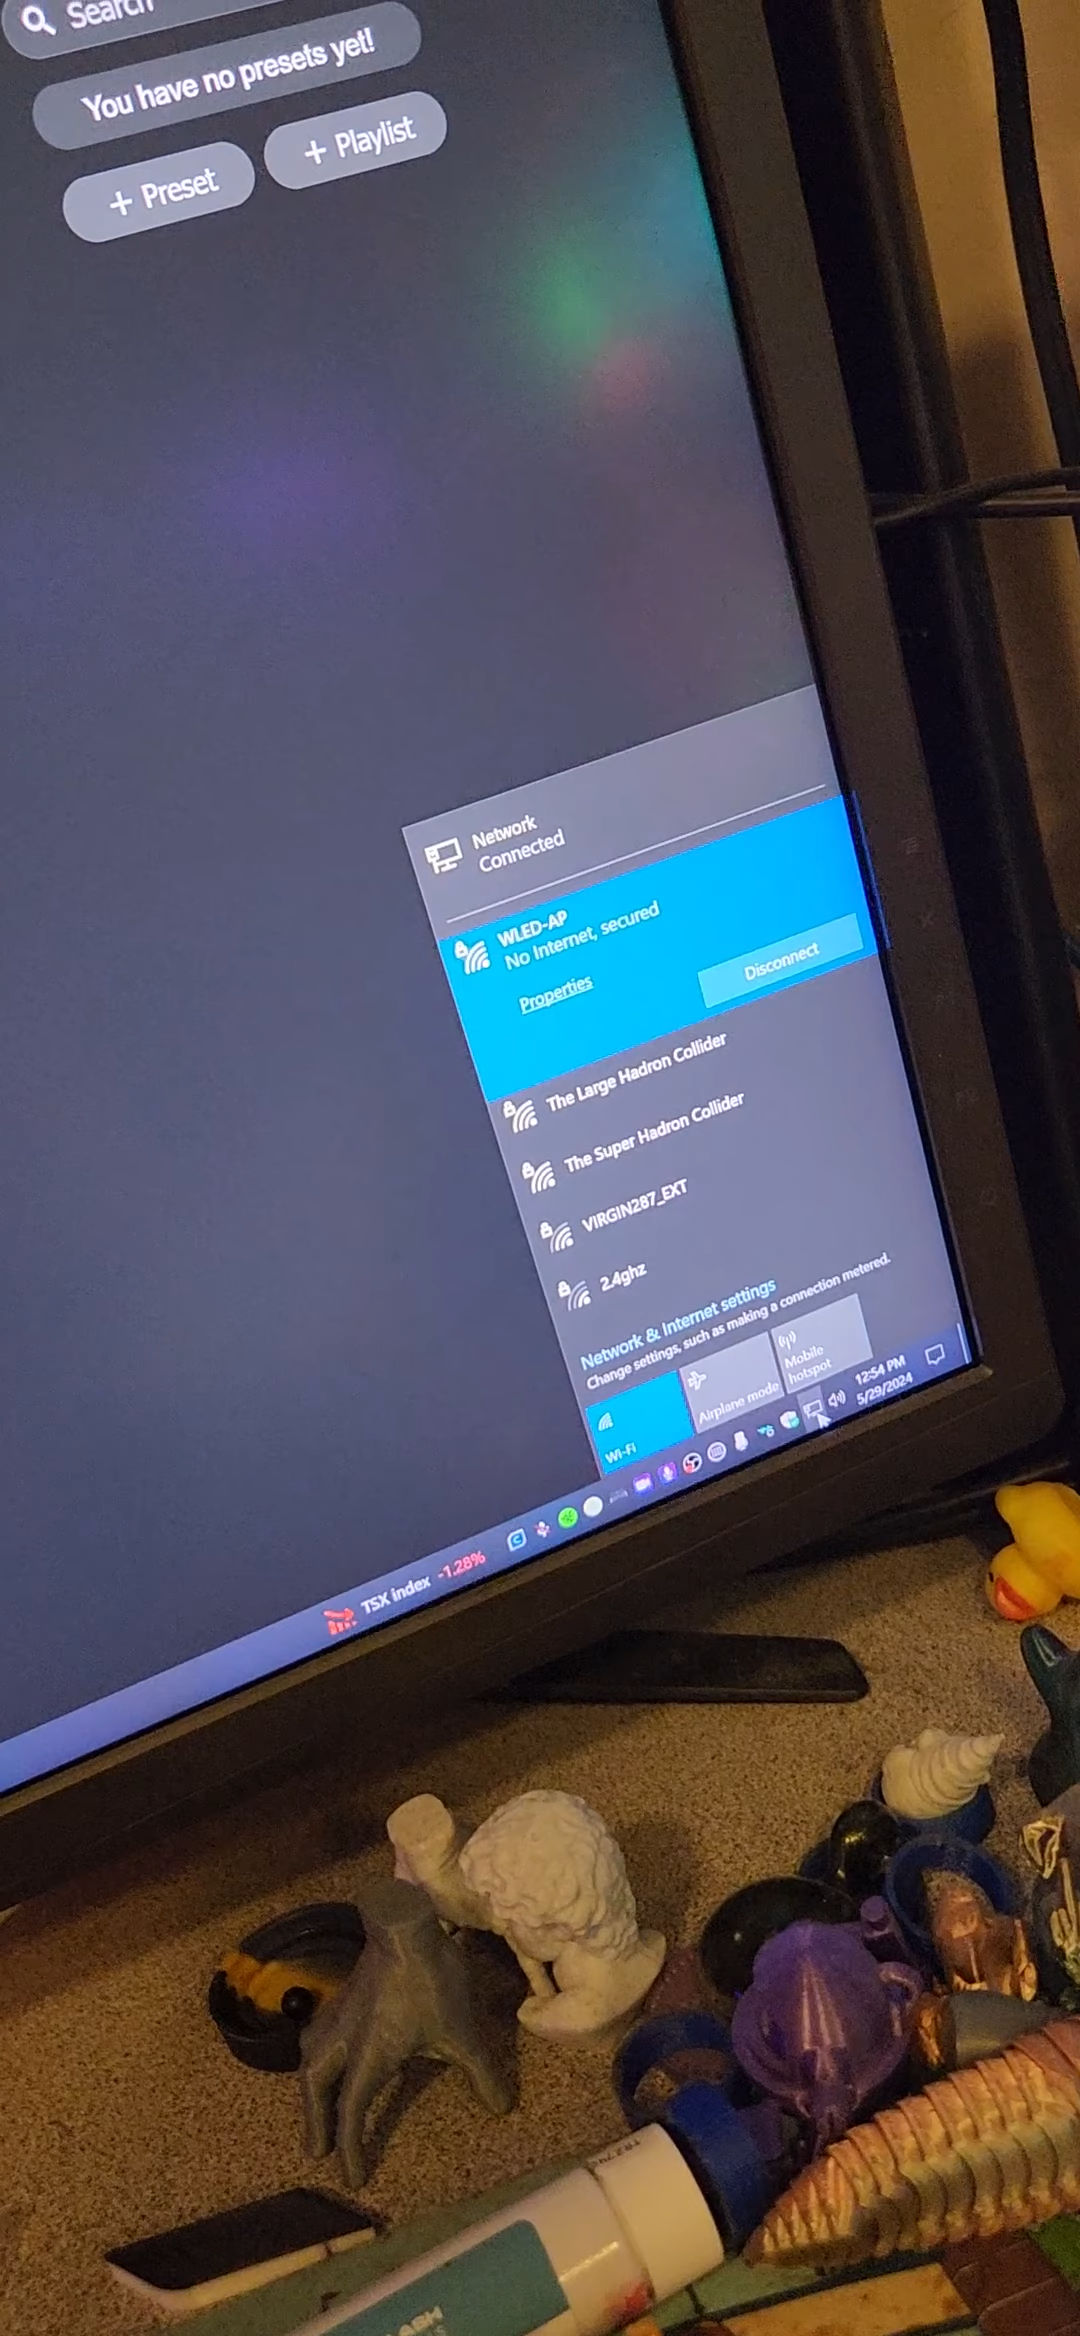 Search
You have no presets yet!
+ Preset
+ Playlist
Network
Connected
WLED-AP
No Internet, secured
Properties
Disconnect
The Large Hadron Collider
The Super Hadron Collider
VIRGIN287_EXT
2.4ghz
Network & Internet settings
Change settings, such as making a connection metered.
Wi-Fi
Airplane mode
Mobile
hotspot
TSX index -1.28%
12:54 PM
5/29/2024